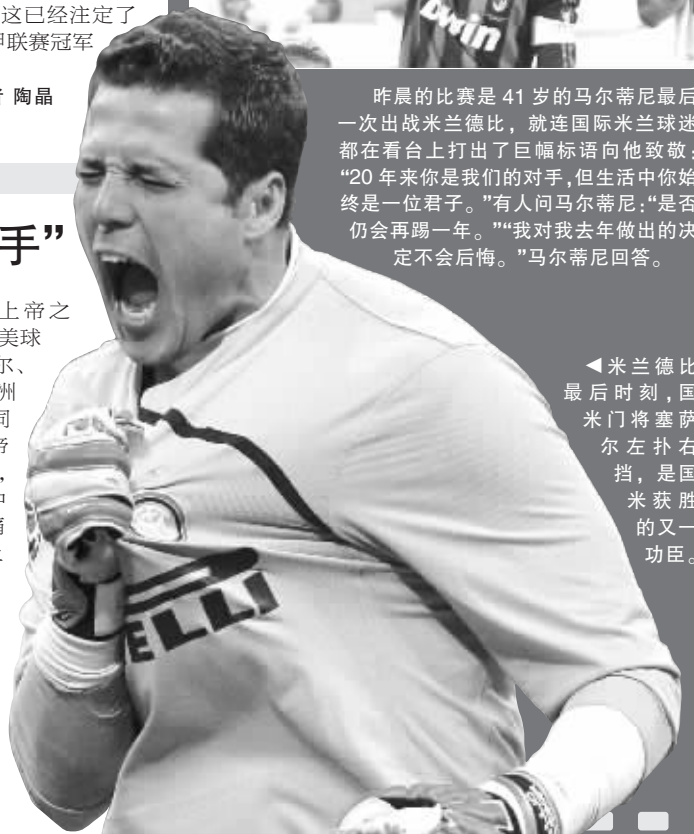 这已经注定了
甲联赛冠军
者 陶晶
手”
上帝之
美球
尔、
洲
司
帝
，
bwin
昨晨的比赛是 41 岁的马尔蒂尼最后
一次出战米兰德比，就连国际米兰球迷
都在看台上打出了巨幅标语向他致敬：
“20 年来你是我们的对手，但生活中你始
终是一位君子。”有人问马尔蒂尼：“是否
仍会再踢一年。”“我对我去年做出的决
定不会后悔。”马尔蒂尼回答。
◀米兰德比
最后时刻，国
米门将塞萨
尔左扑右
挡，是国
米获胜
的又一
功臣。
ELLI